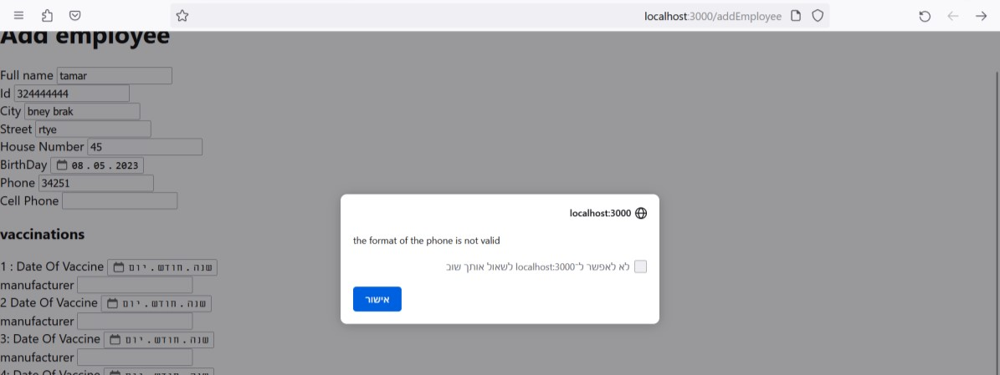 localhost:3000/addEmployee
Add employee
Full name tamar
Id 324444444
City bney brak
Street rtye
House Number 45
BirthDay 08.05.2023
Phone 34251
Cell Phone
vaccinations
1 : Date Of Vaccine שנה.חודש.יום
manufacturer
2 Date Of Vaccine שנה.חודש.יום
manufacturer
3: Date Of Vaccine שנה.חודש.יום
manufacturer
4: Date Of Vaccine שנה.חודש.יום
localhost:3000
the format of the phone is not valid
לא לאפשר ל־localhost:3000 לשאול אותך שוב
אישור